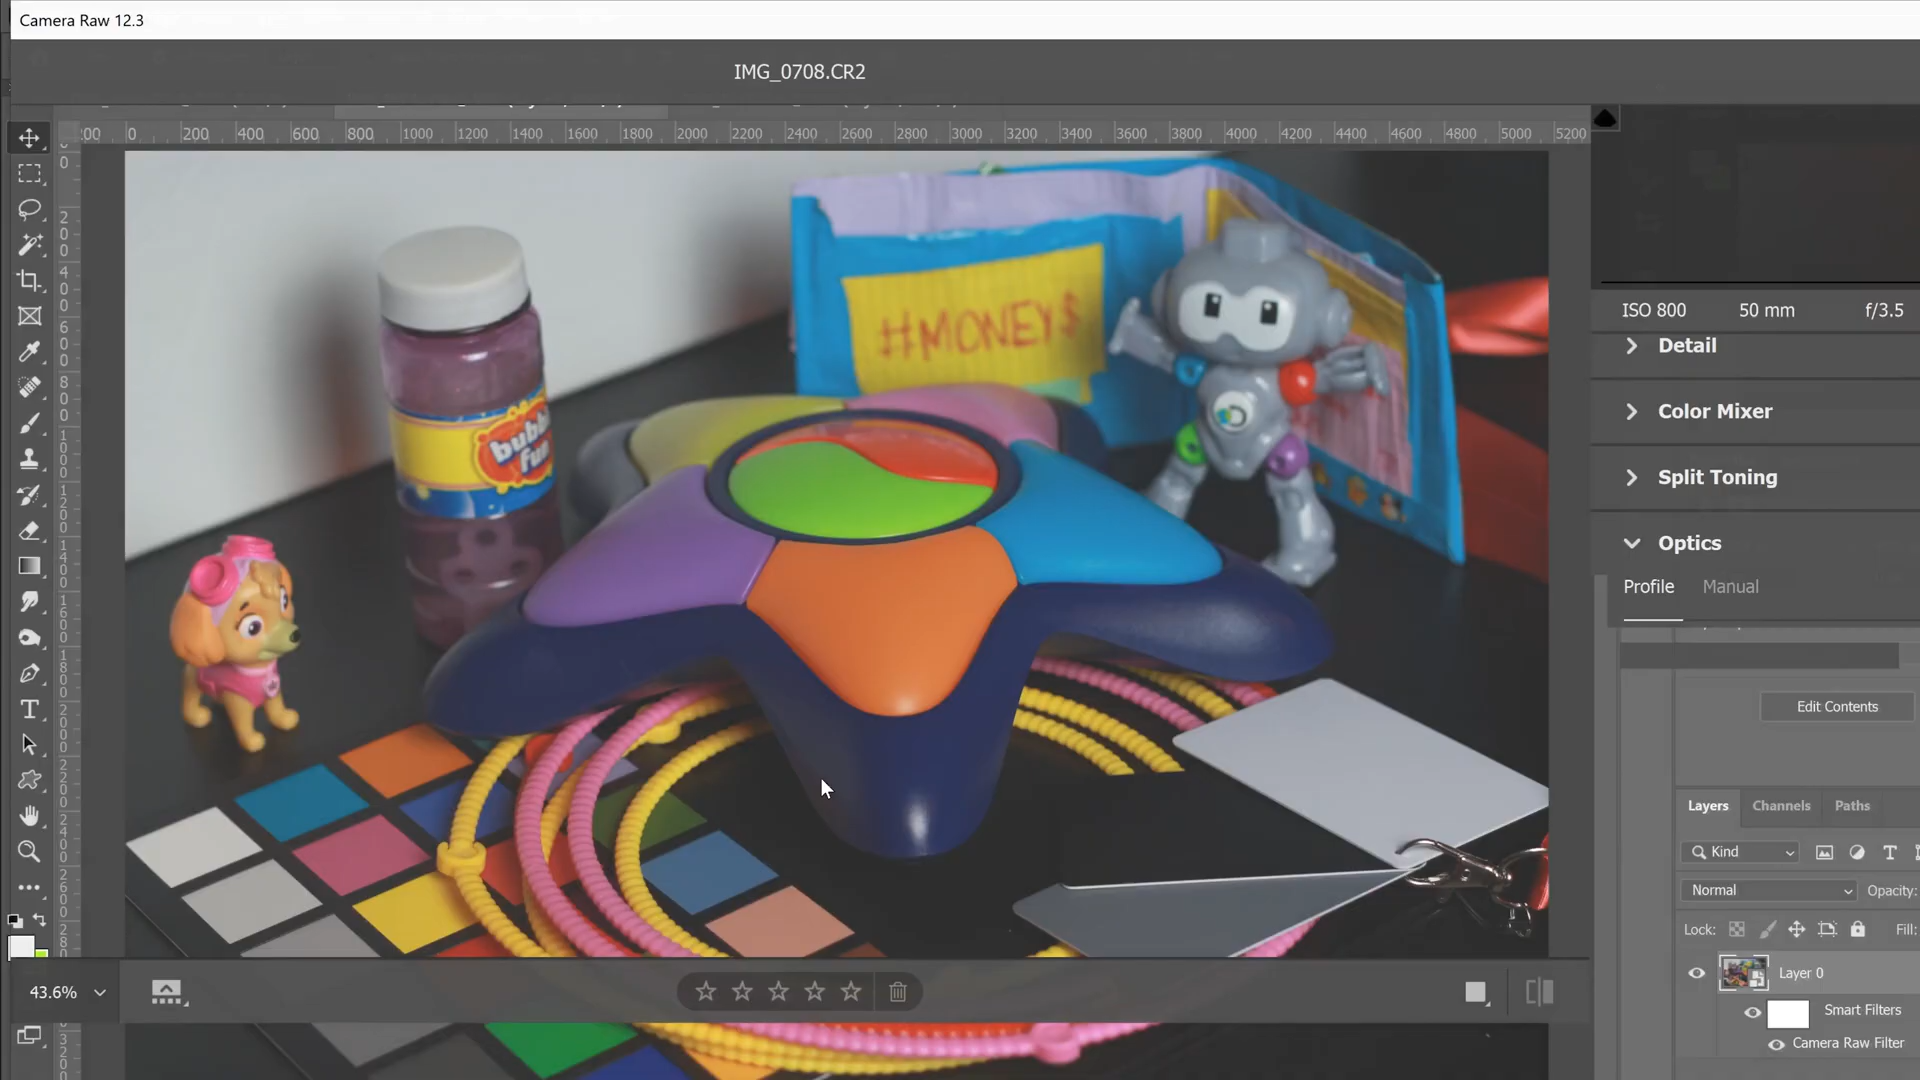 Camera Raw 12.3
IMG_0708.CR2
0 200 400 600 800 1000 1200 1400 1600 1800 2000 2200 2400 2600 2800 3000 3200 3400 3600 3800 4000 4200 4400 4600 4800 5000 5200
#MONEY$
bubble
fun
ISO 800 50 mm f/3.5
Detail
Color Mixer
Split Toning
Optics
Profile Manual
Edit Contents
Layers Channels Paths
Kind
Normal Opacity:
Lock: Fill:
Layer 0
Smart Filters
Camera Raw Filter
43.6%